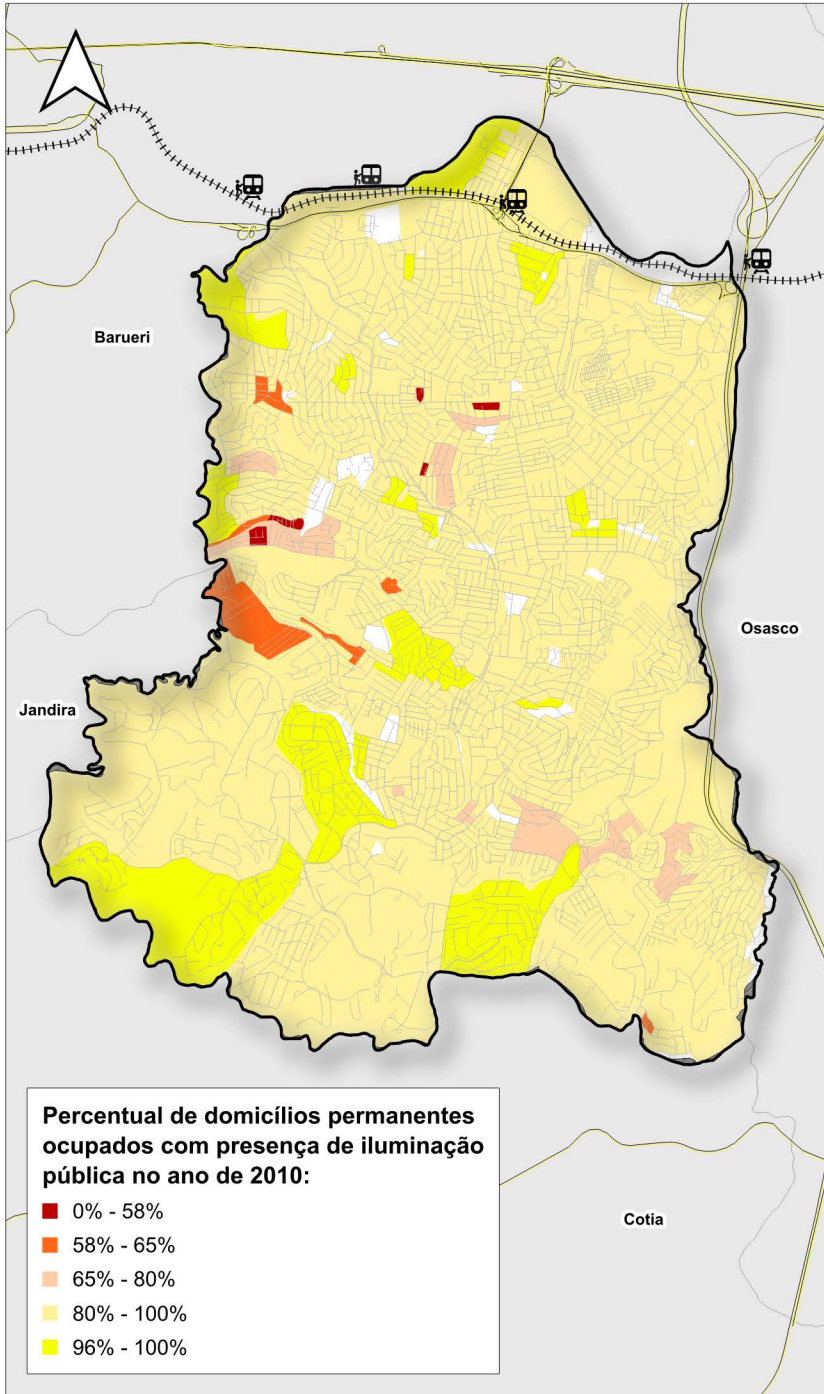 Barueri
Osasco
Jandira
Percentual de domicílios permanentes
ocupados com presença de iluminação
pública no ano de 2010:
0% - 58%
58% - 65%
65% - 80%
80% - 100%
96% - 100%
Cotia